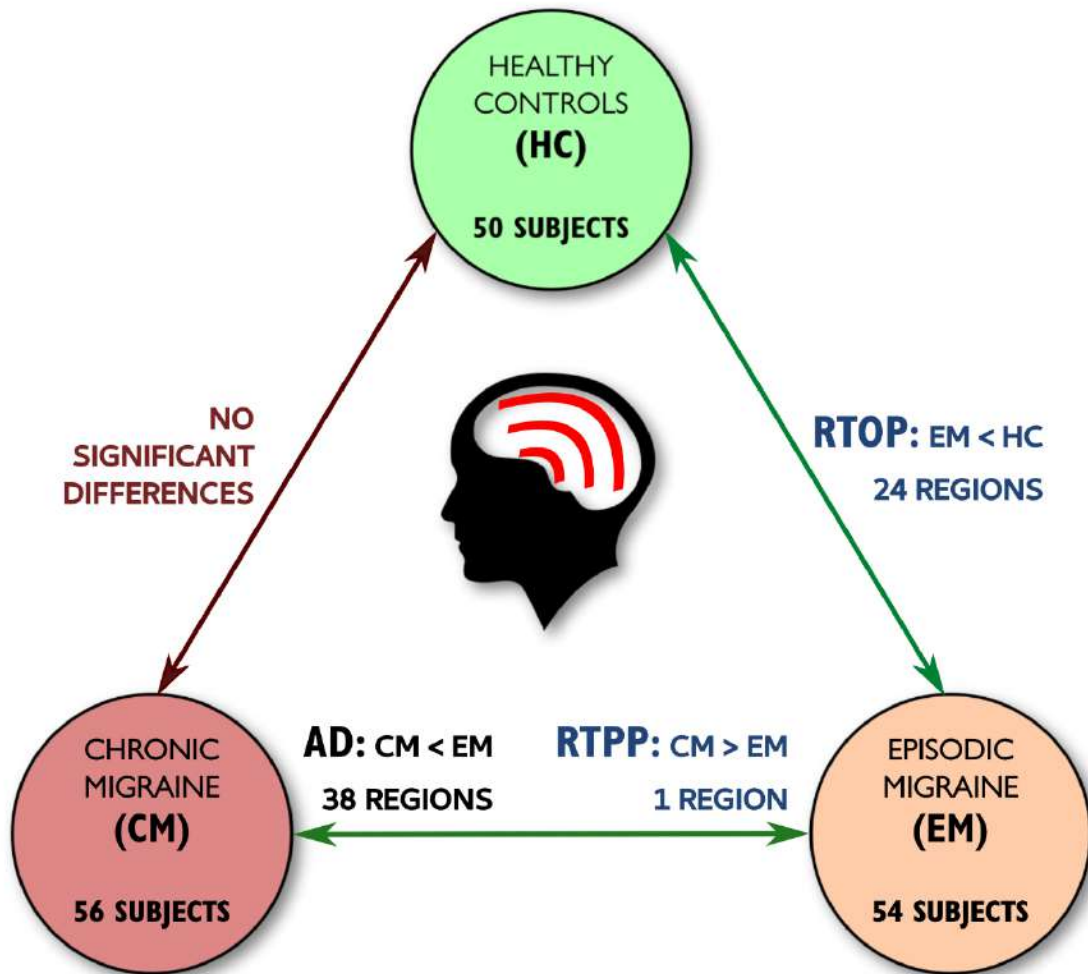 HEALTHY
CONTROLS
(HC)
50 SUBJECTS
NO
SIGNIFICANT
DIFFERENCES
RTOP: EM < HC
24 REGIONS
AD: CM < EM
38 REGIONS
RTPP: CM > EM
1 REGION
CHRONIC
MIGRAINE
(CM)
56 SUBJECTS
EPISODIC
MIGRAINE
(EM)
54 SUBJECTS